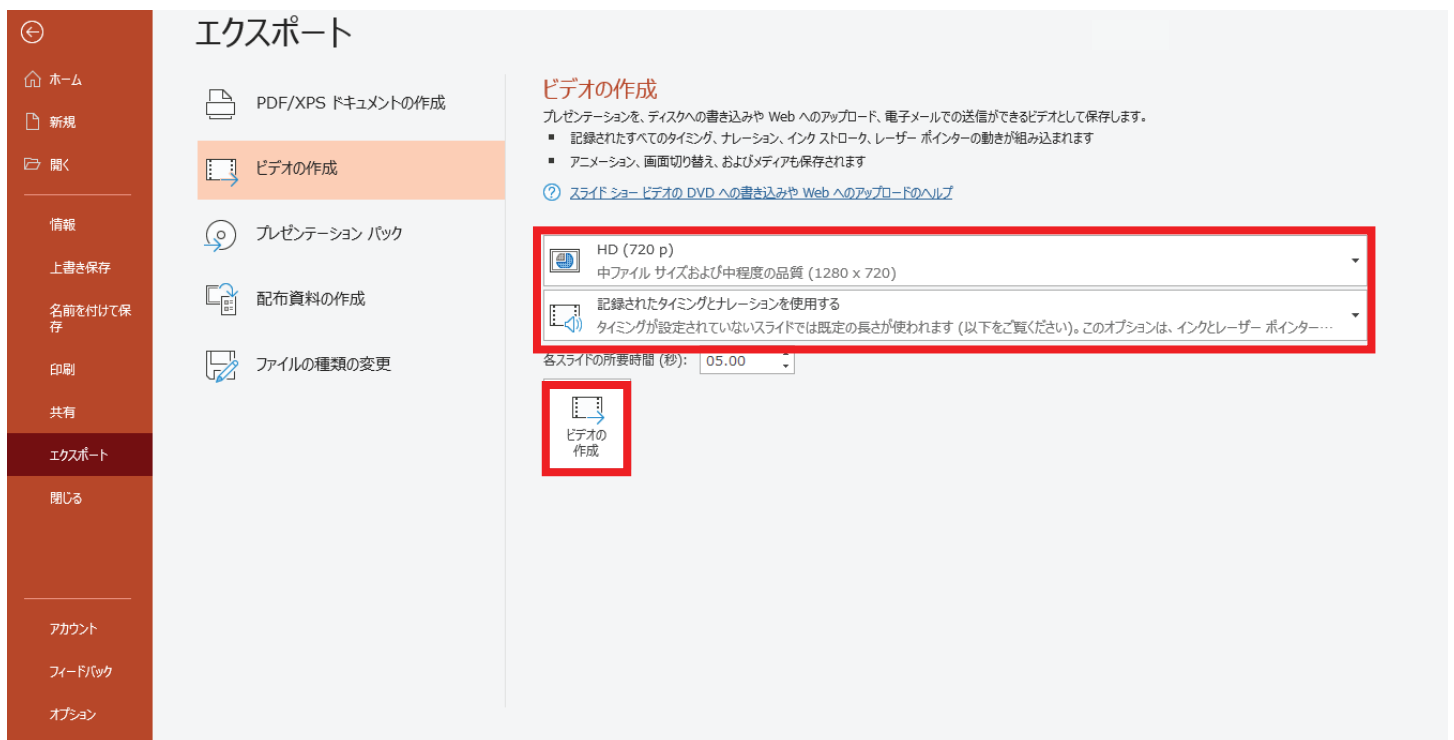 エクスポート
ホーム
新規
開く
情報
上書き保存
名前を付けて保
存
印刷
共有
エクスポート
閉じる
アカウント
フィードバック
オプション
PDF/XPS ドキュメントの作成
ビデオの作成
プレゼンテーション パック
配布資料の作成
ファイルの種類の変更
ビデオの作成
プレゼンテーションを、ディスクへの書き込みや Web へのアップロード、電子メールでの送信ができるビデオとして保存します。
記録されたすべてのタイミング、ナレーション、インク ストローク、レーザー ポインターの動きが組み込まれます
アニメーション、画面切り替え、およびメディアも保存されます
スライド ショー ビデオの DVD への書き込みや Web へのアップロードのヘルプ
HD (720 p)
中ファイル サイズおよび中程度の品質 (1280 x 720)
記録されたタイミングとナレーションを使用する
タイミングが設定されていないスライドでは既定の長さが使われます (以下をご覧ください)。このオプションは、インクとレーザー ポインター…
各スライドの所要時間 (秒): 05.00
ビデオの
作成